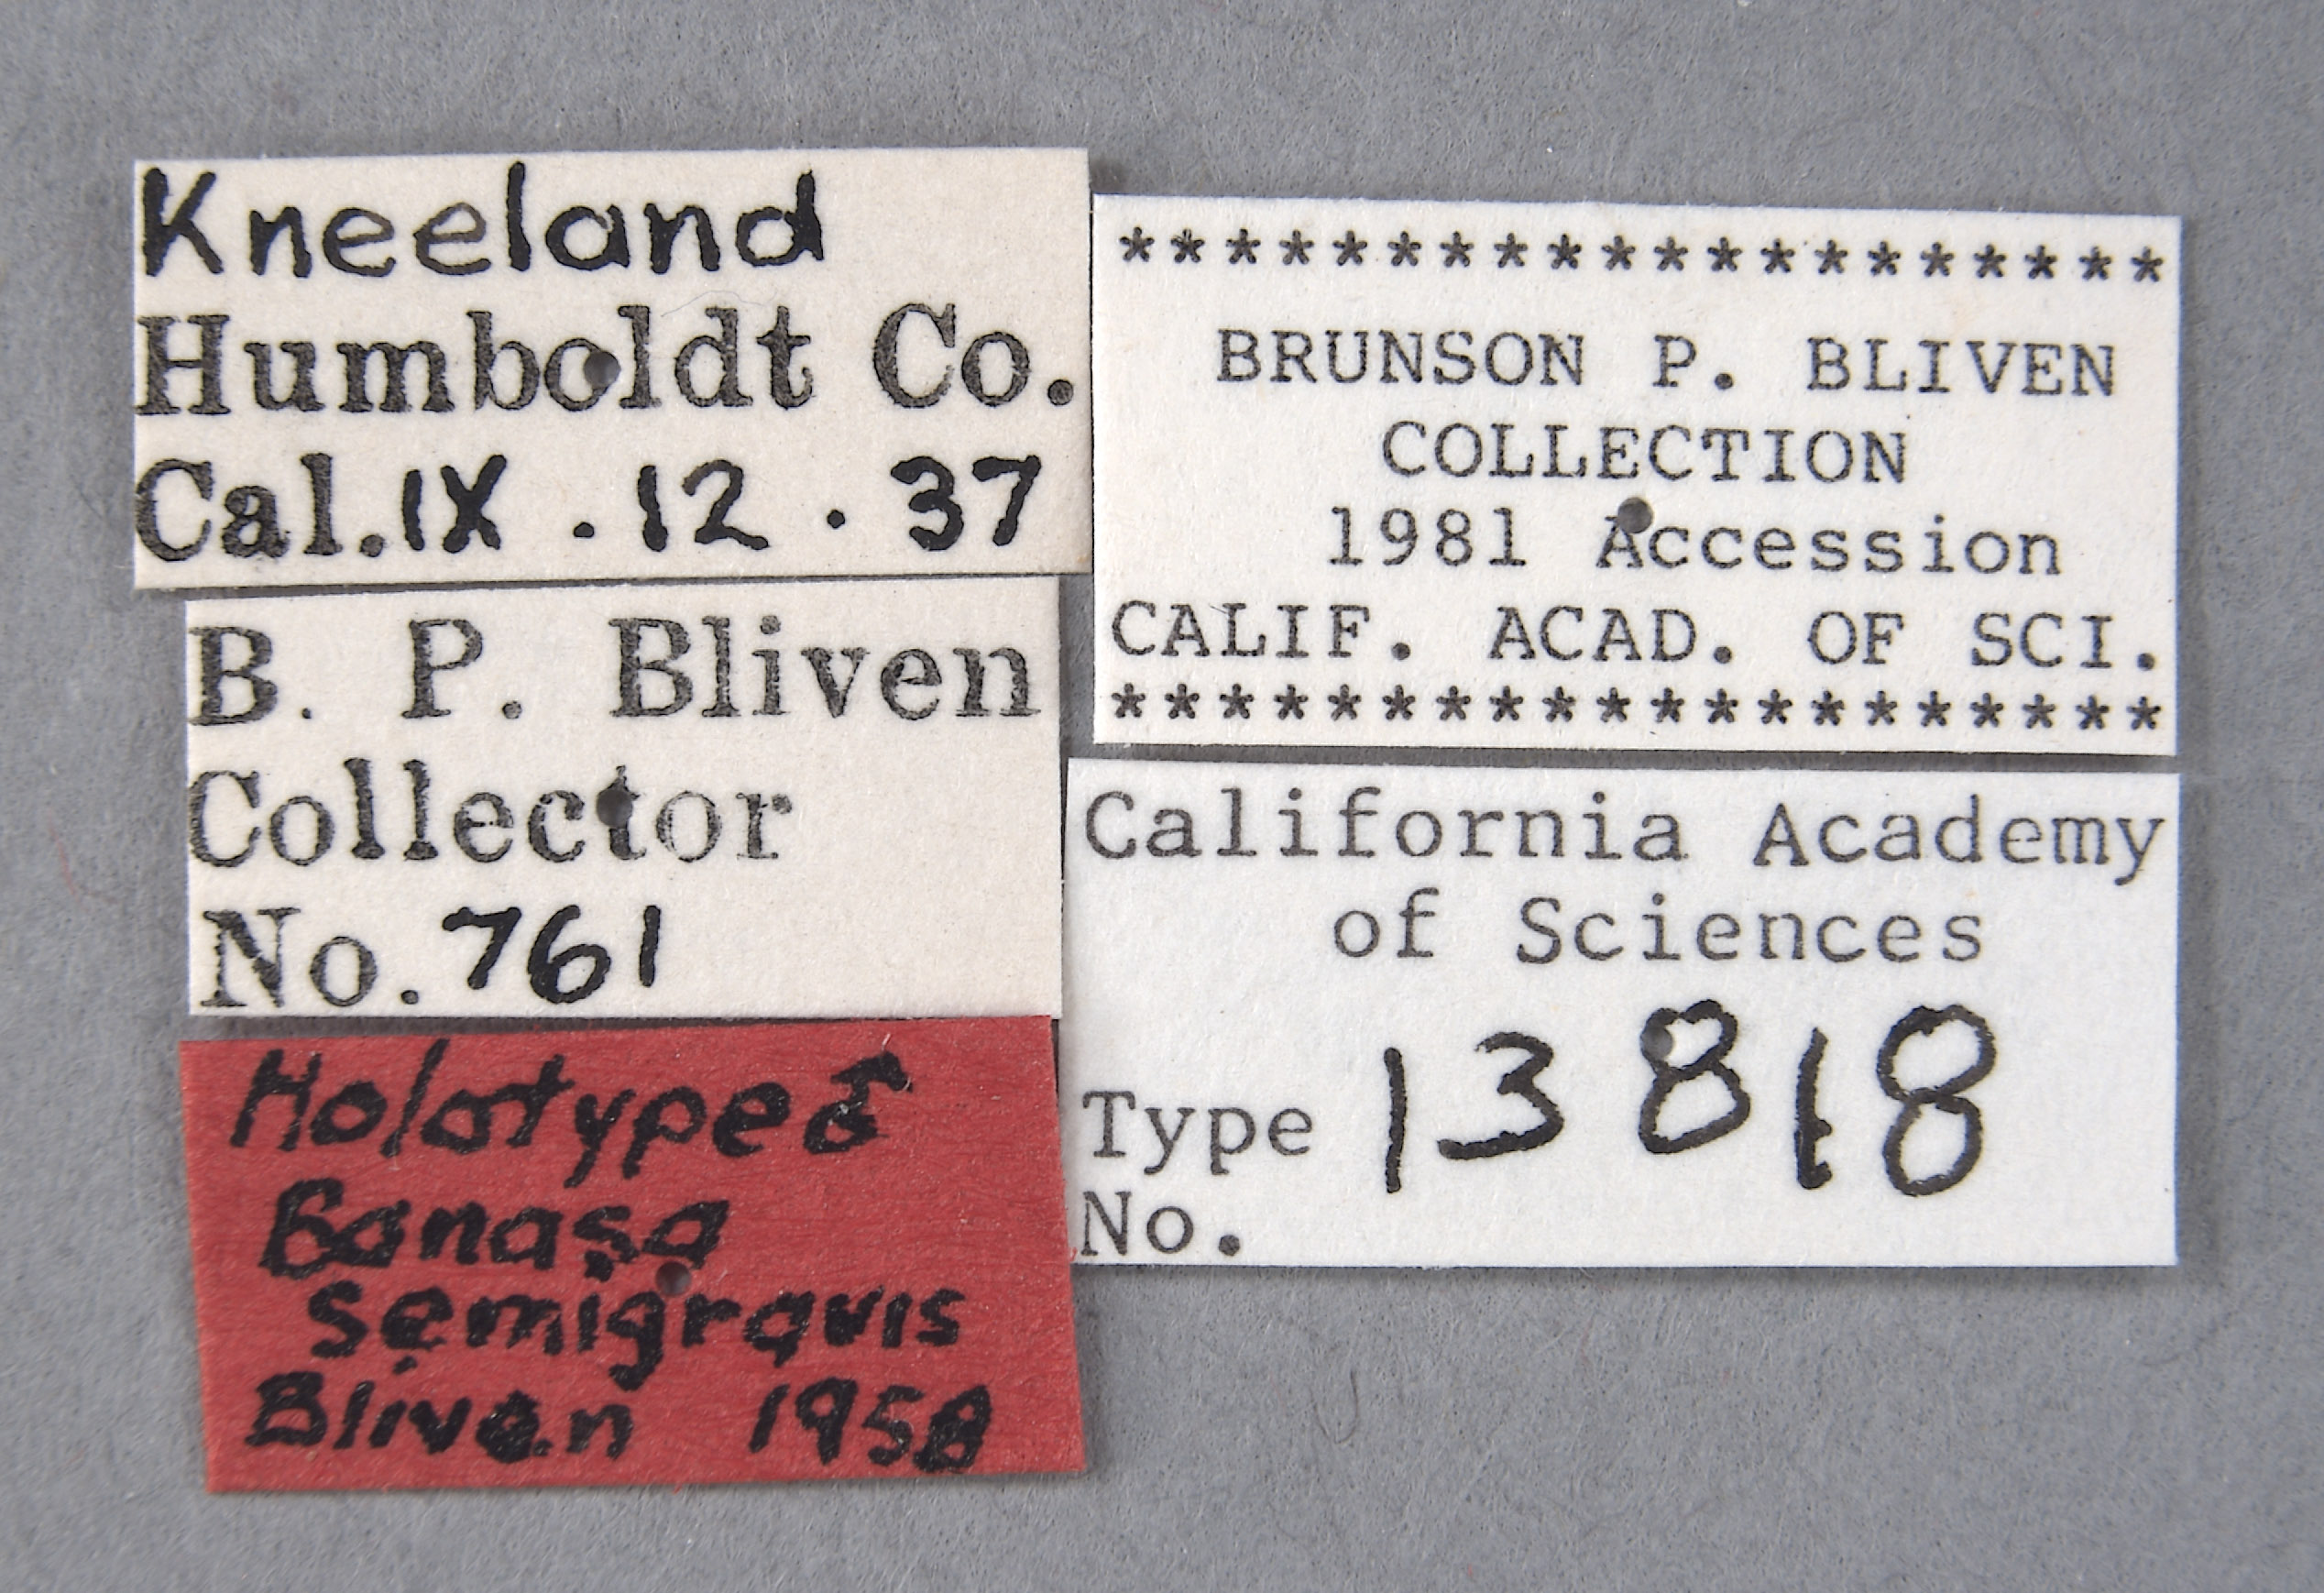 Kneeland
Humboldt Co.
Cal. IX . 12 . 37
B. P. Bliven
Collector
No. 761
Holotype ♂
Banasa
semigravis
Bliven 1958
* * * * * * * * * * * * * * * * * * * *
BRUNSON P. BLIVEN
COLLECTION
1981 Accession
CALIF. ACAD. OF SCI.
* * * * * * * * * * * * * * * * * * * *
California Academy
of Sciences
Type 13818
No.